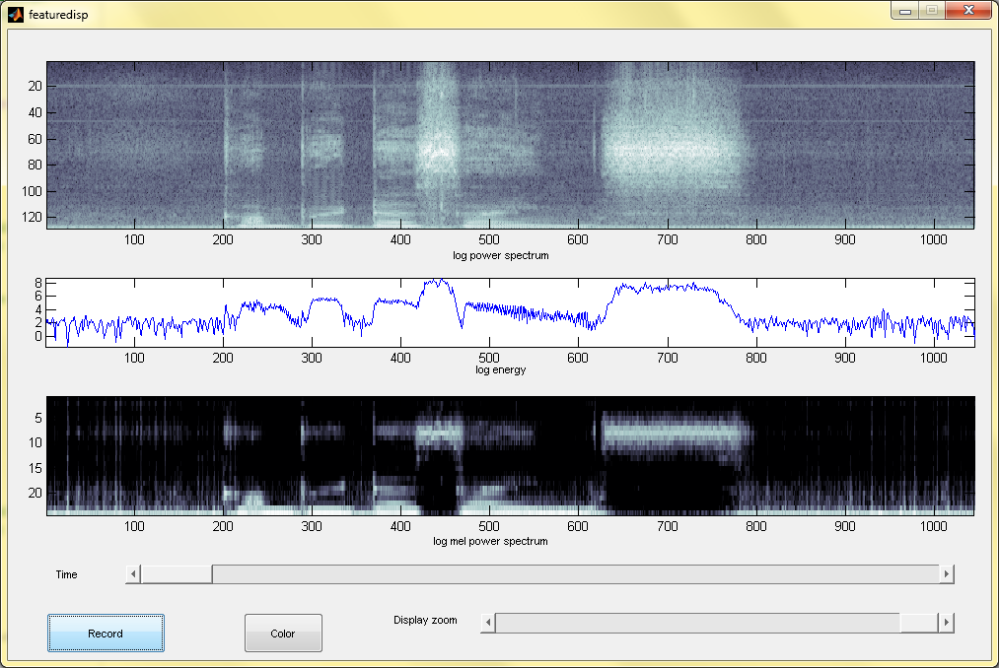 featuredisp
20
40
60
80
100
120
100 200 300 400 500 600 700 800 900 1000
log power spectrum
8
6
4
2
0
100 200 300 400 500 600 700 800 900 1000
log energy
5
10
15
20
100 200 300 400 500 600 700 800 900 1000
log mel power spectrum
Time
Display zoom
Record Color